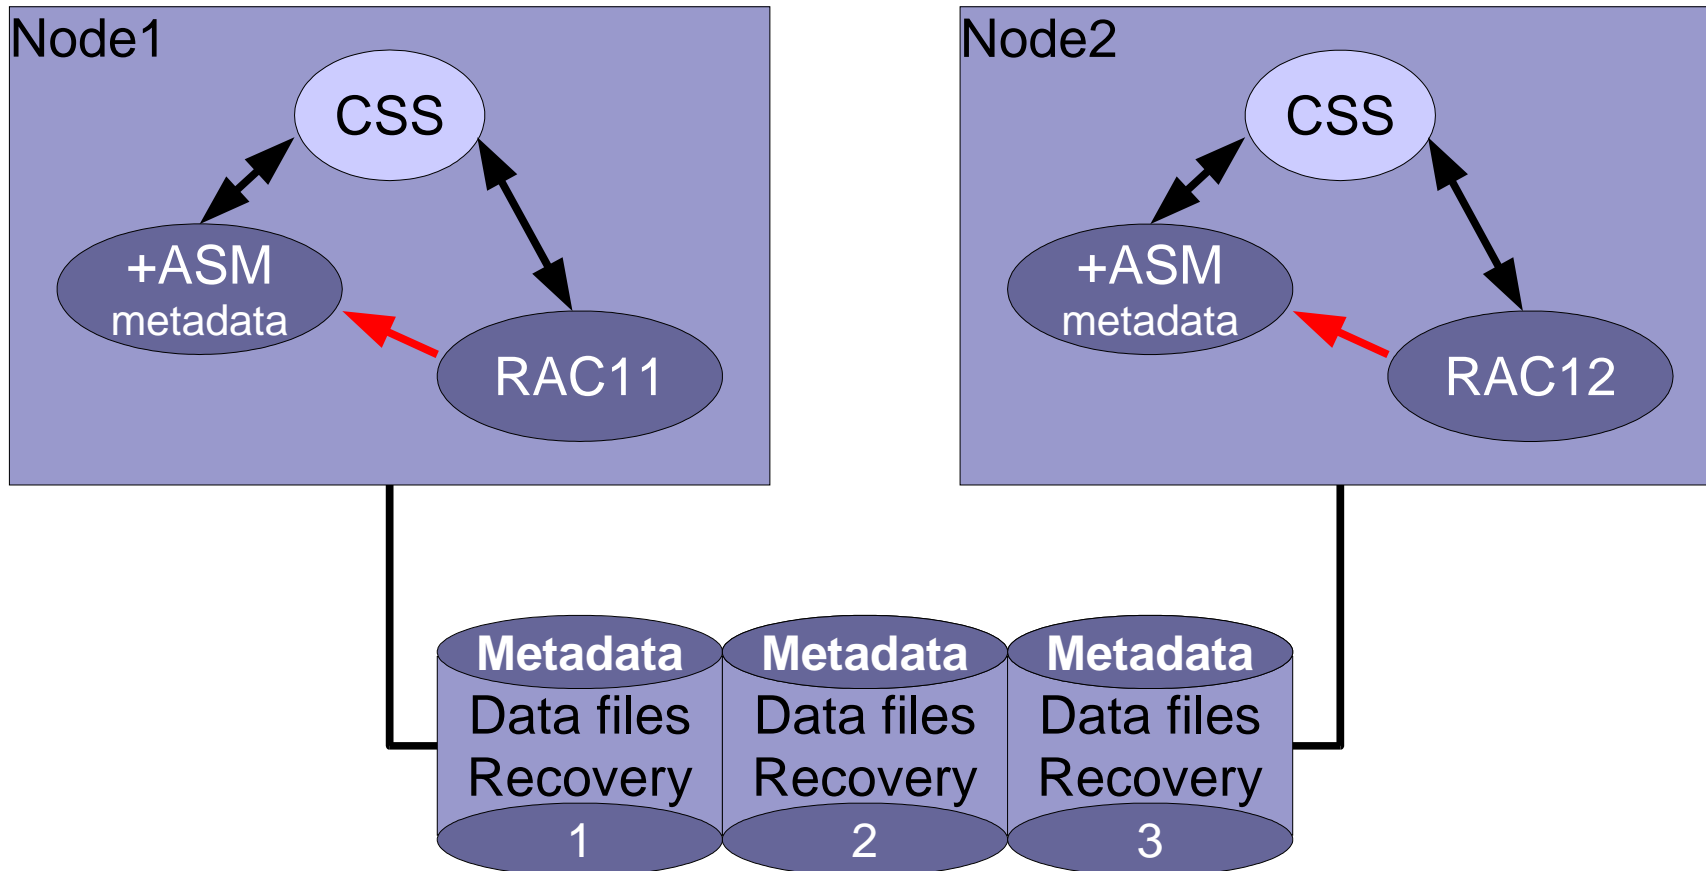 Node1
CSS
+ASM
metadata
RAC11
Node2
CSS
+ASM
metadata
RAC12
Metadata
Data files
Recovery
1
Metadata
Data files
Recovery
2
Metadata
Data files
Recovery
3